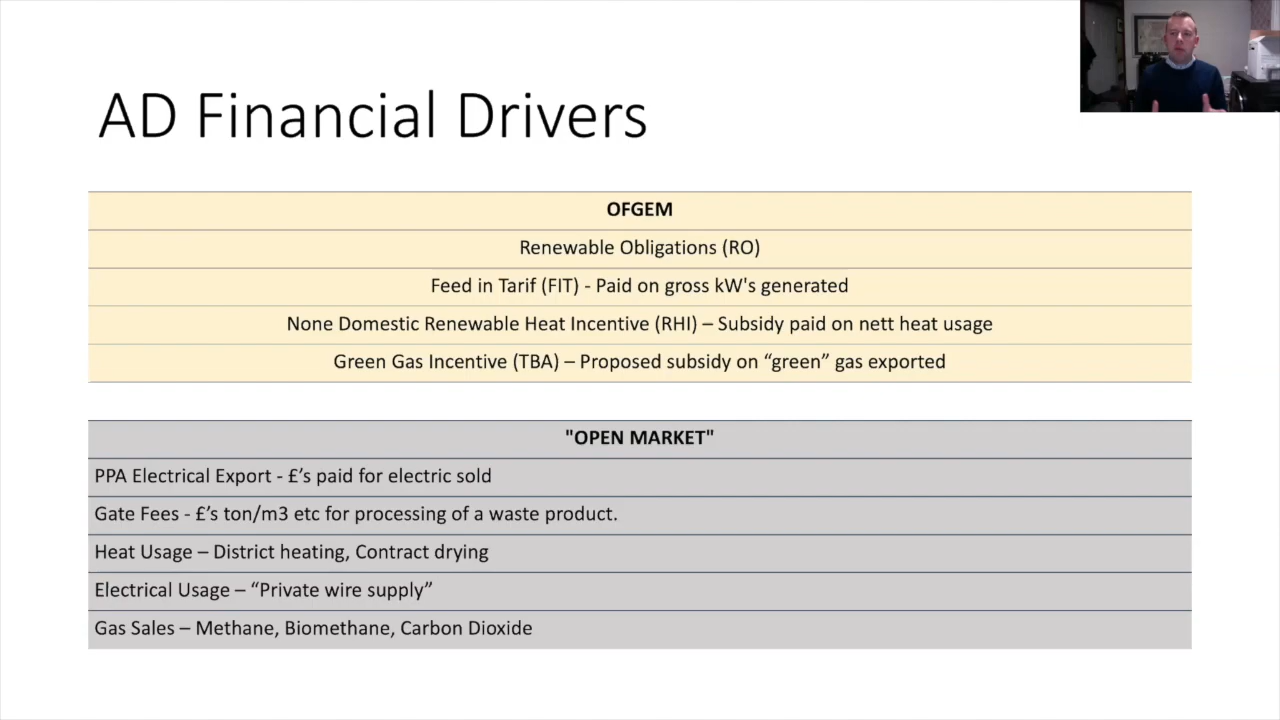 AD Financial Drivers
OFGEM
Renewable Obligations (RO)
Feed in Tarif (FIT) - Paid on gross kW's generated
None Domestic Renewable Heat Incentive (RHI) – Subsidy paid on nett heat usage
Green Gas Incentive (TBA) – Proposed subsidy on “green” gas exported
"OPEN MARKET"
PPA Electrical Export - £’s paid for electric sold
Gate Fees - £’s ton/m3 etc for processing of a waste product.
Heat Usage – District heating, Contract drying
Electrical Usage – “Private wire supply”
Gas Sales – Methane, Biomethane, Carbon Dioxide